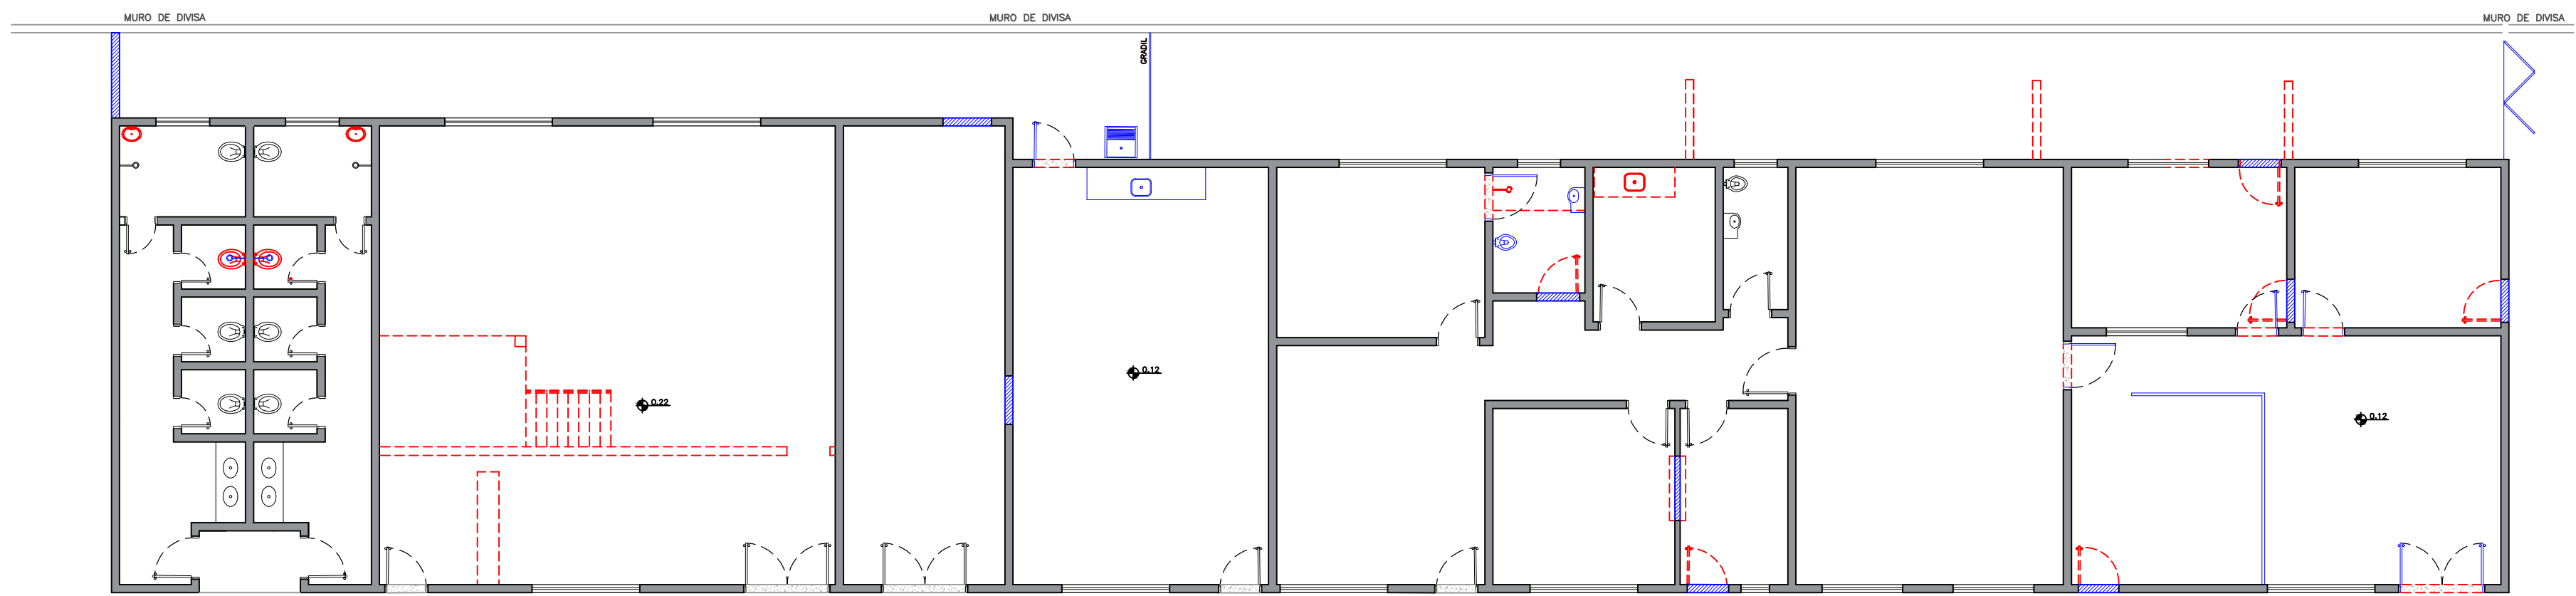 MURO DE DIVISA
MURO DE DIVISA
MURO DE DIVISA
GRADIL
0.12
0.22
0.12